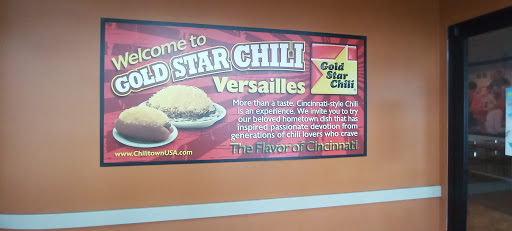 Welcome to
GOLD STAR CHILI
Versailles
Gold
Star
Chili
More than a taste, Cincinnati-style Chili
is an experience. We invite you to try
our beloved hometown dish that has
inspired passionate devotion from
generations of chili lovers who crave
The Flavor of Cincinnati.
www.ChilitownUSA.com